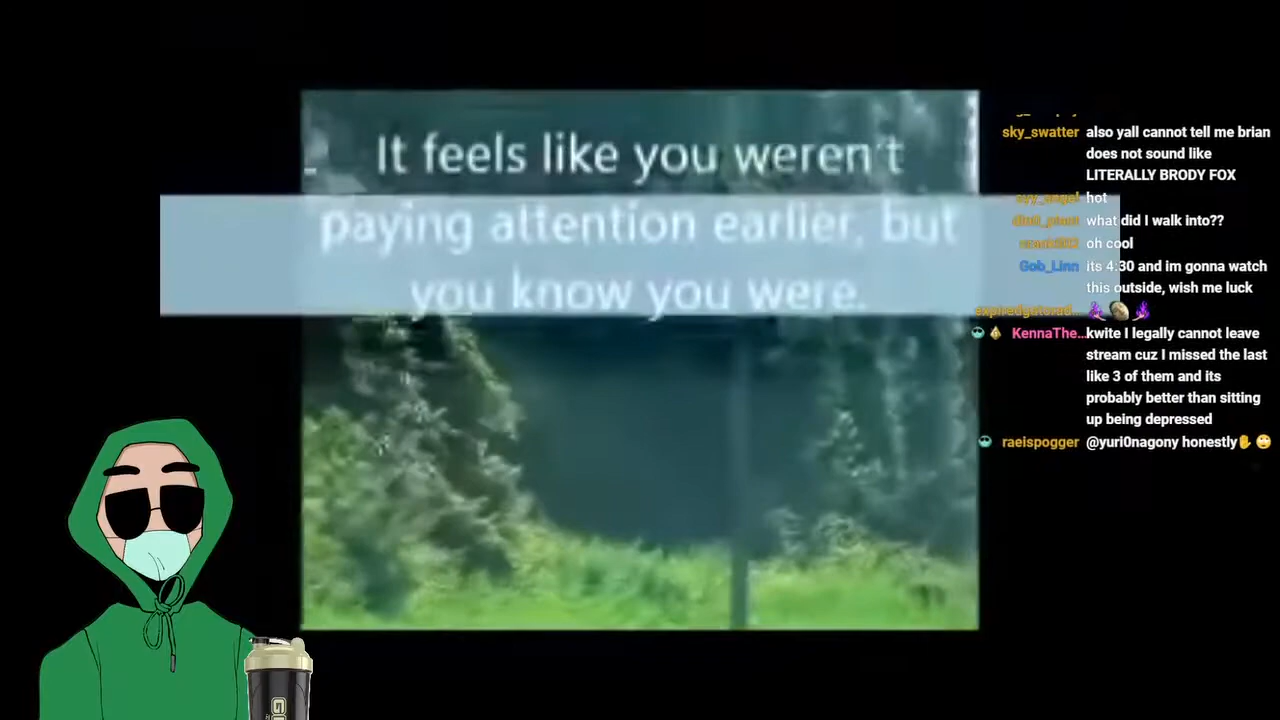 It feels like you weren't
paying attention earlier, but
you know you were.
sky_swatter also yall cannot tell me brian
does not sound like
LITERALLY BRODY FOX
hot
what did I walk into??
oh cool
Gob_Linn its 4:30 and im gonna watch
this outside, wish me luck
KennaThe... kwite I legally cannot leave
stream cuz I missed the last
like 3 of them and its
probably better than sitting
up being depressed
raeispogger @yuri0nagony honestly✋🙄